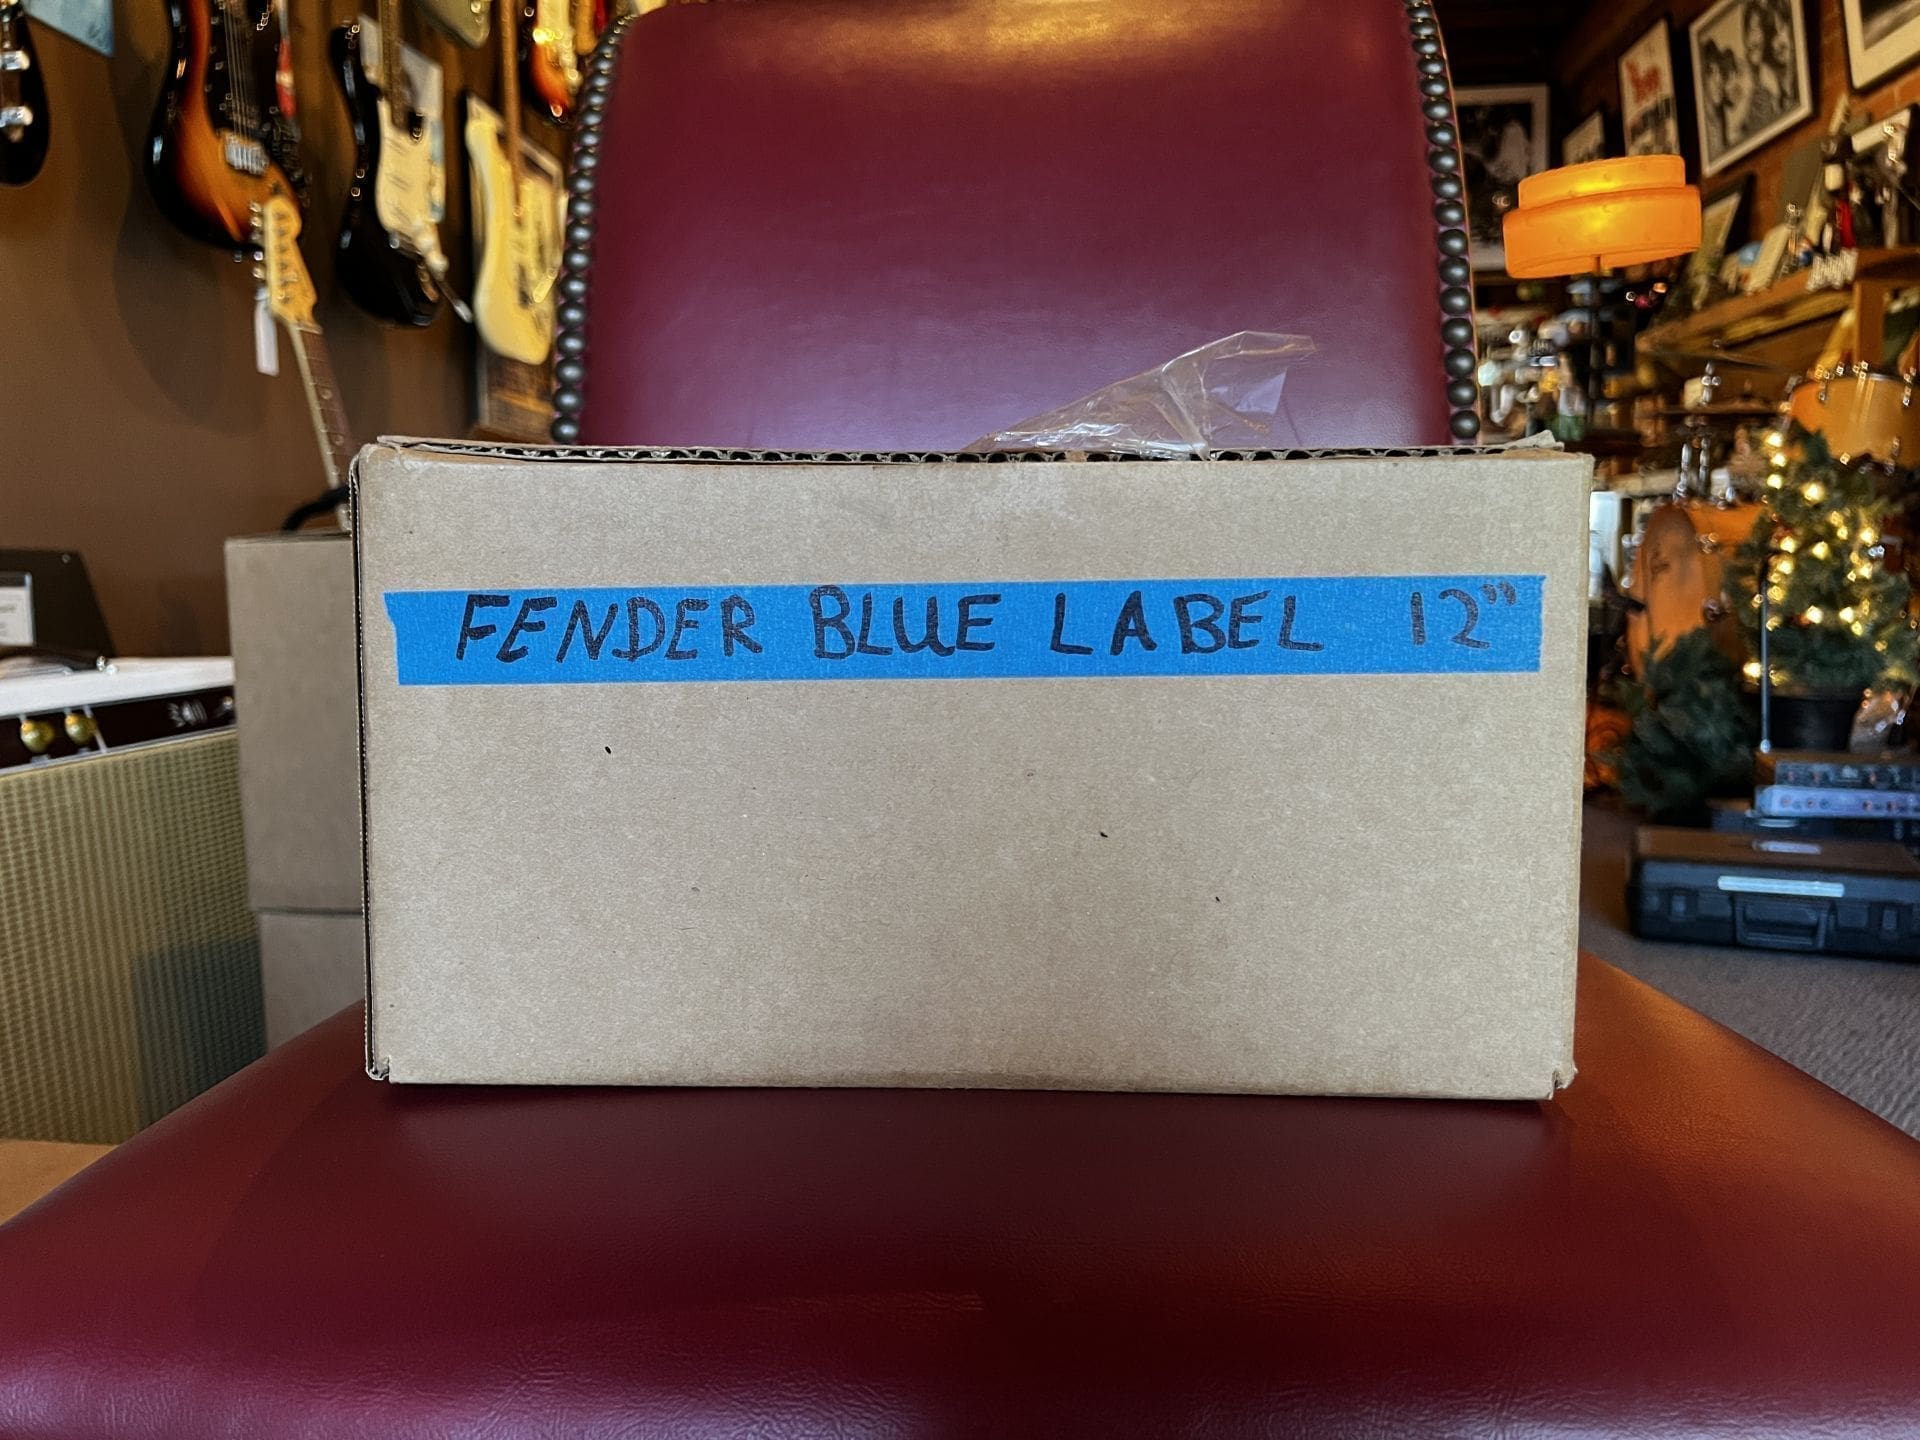 FENDER BLUE LABEL 12"